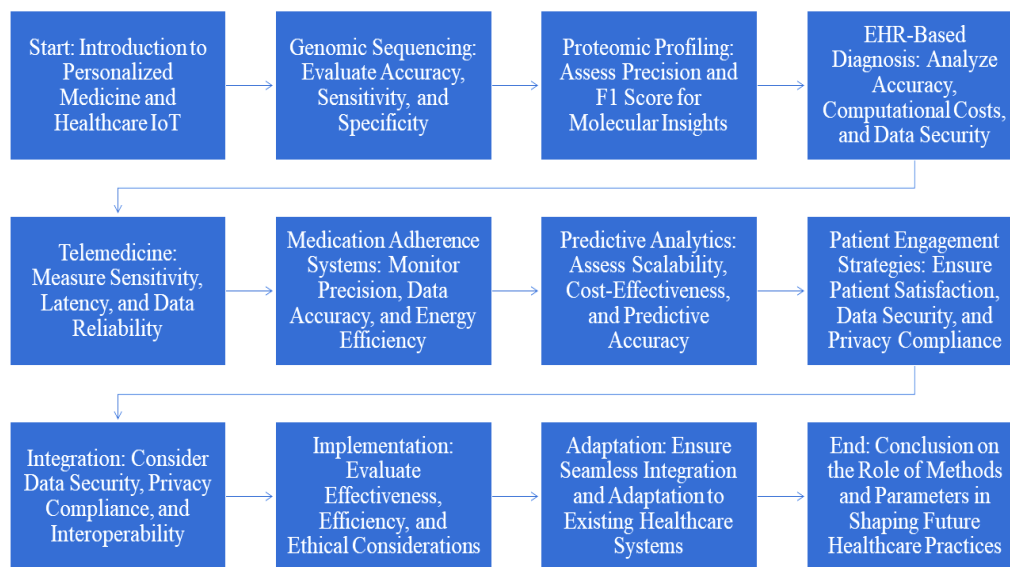 Start: Introduction to
Personalized
Medicine and
Healthcare IoT
Genomic Sequencing:
Evaluate Accuracy,
Sensitivity, and
Specificity
Proteomic Profiling:
Assess Precision and
F1 Score for
Molecular Insights
EHR-Based
Diagnosis: Analyze
Accuracy,
Computational Costs,
and Data Security
Telemedicine:
Measure Sensitivity,
Latency, and Data
Reliability
Medication Adherence
Systems: Monitor
Precision, Data
Accuracy, and Energy
Efficiency
Predictive Analytics:
Assess Scalability,
Cost-Effectiveness,
and Predictive
Accuracy
Patient Engagement
Strategies: Ensure
Patient Satisfaction,
Data Security, and
Privacy Compliance
Integration: Consider
Data Security, Privacy
Compliance, and
Interoperability
Implementation:
Evaluate
Effectiveness,
Efficiency, and
Ethical Considerations
Adaptation: Ensure
Seamless Integration
and Adaptation to
Existing Healthcare
Systems
End: Conclusion on
the Role of Methods
and Parameters in
Shaping Future
Healthcare Practices